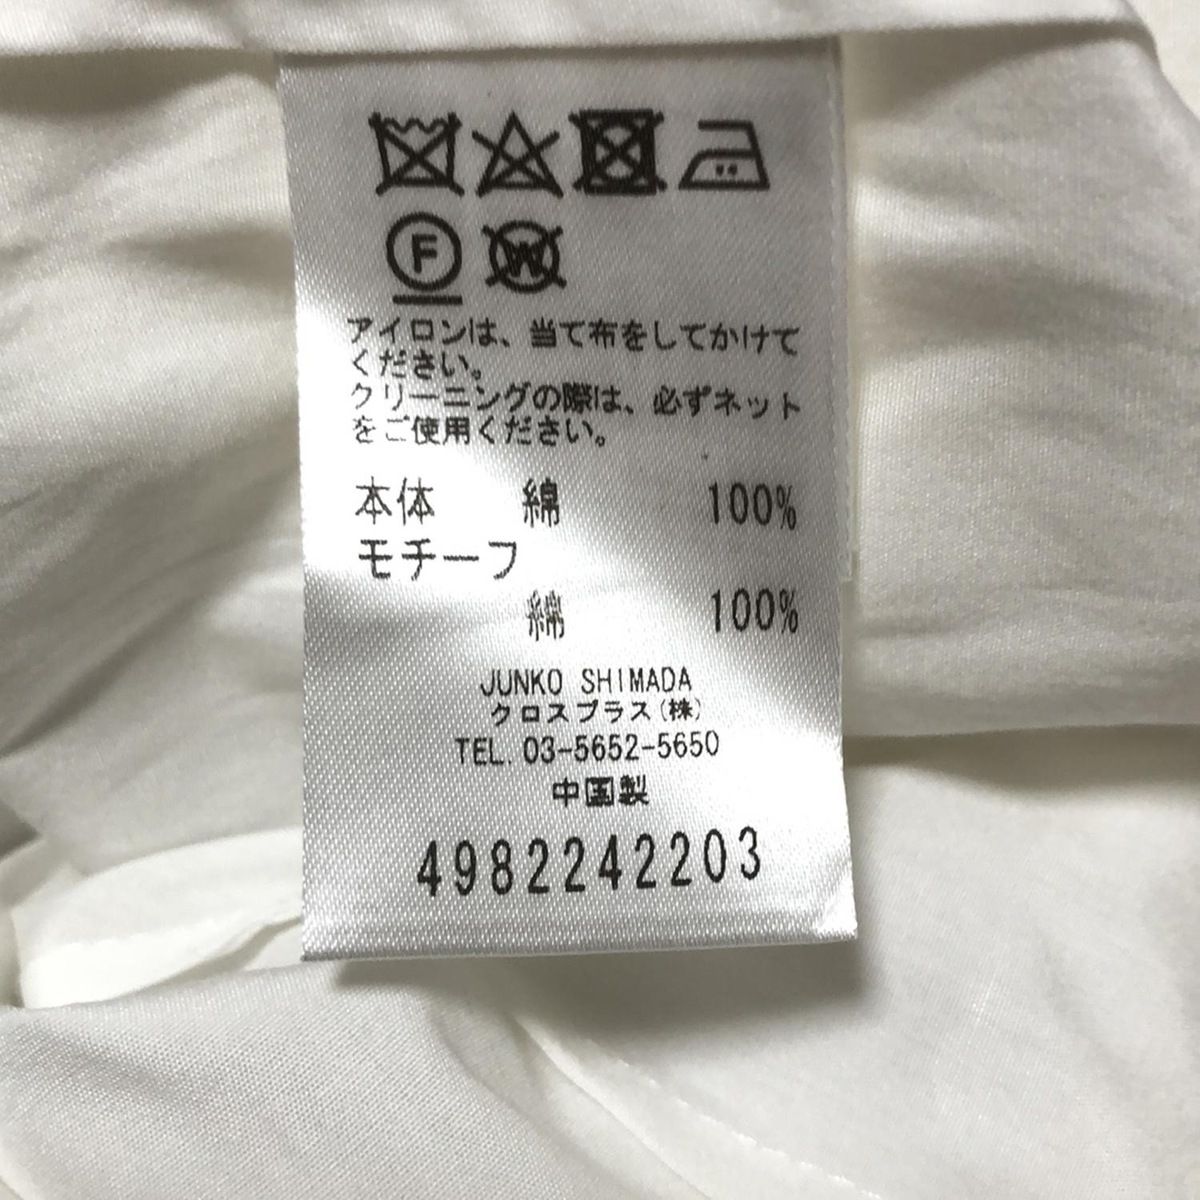 F W
アイロンは、当て布をしてかけて
ください。
クリーニングの際は、必ずネット
をご使用ください。
本体 綿 100%
モチーフ
綿 100%
JUNKO SHIMADA
クロスプラス(株)
TEL. 03-5652-5650
中国製
4982242203